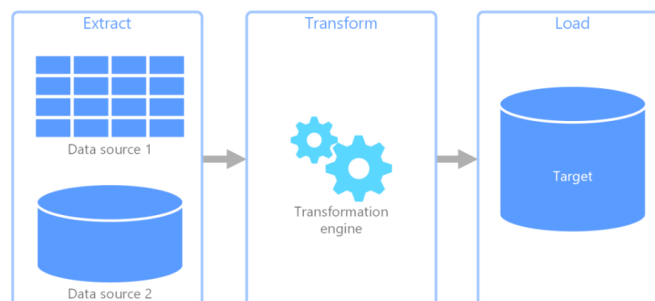 Extract
Data source 1
Data source 2
Transform
Transformation
engine
Load
Target